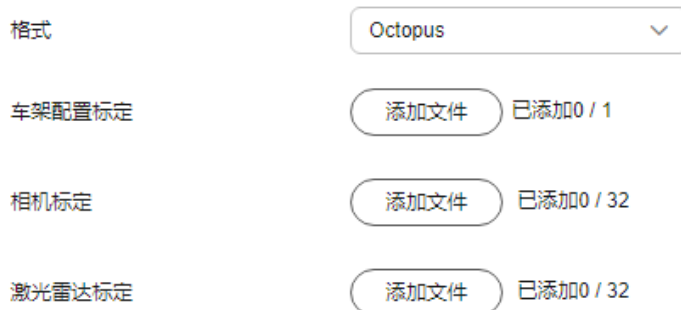 格式 Octopus
车架配置标定 添加文件 已添加0 / 1
相机标定 添加文件 已添加0 / 32
激光雷达标定 添加文件 已添加0 / 32